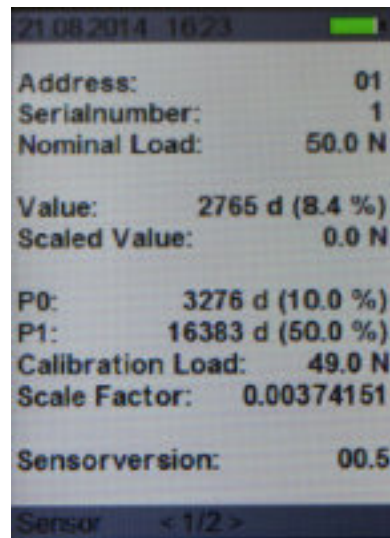 21.08.2014 16:23
Address: 01
Serialnumber: 1
Nominal Load: 50.0 N
Value: 2765 d (8.4 %)
Scaled Value: 0.0 N
P0: 3276 d (10.0 %)
P1: 16383 d (50.0 %)
Calibration Load: 49.0 N
Scale Factor: 0.00374151
Sensorversion: 00.5
Sensor < 1/2 >